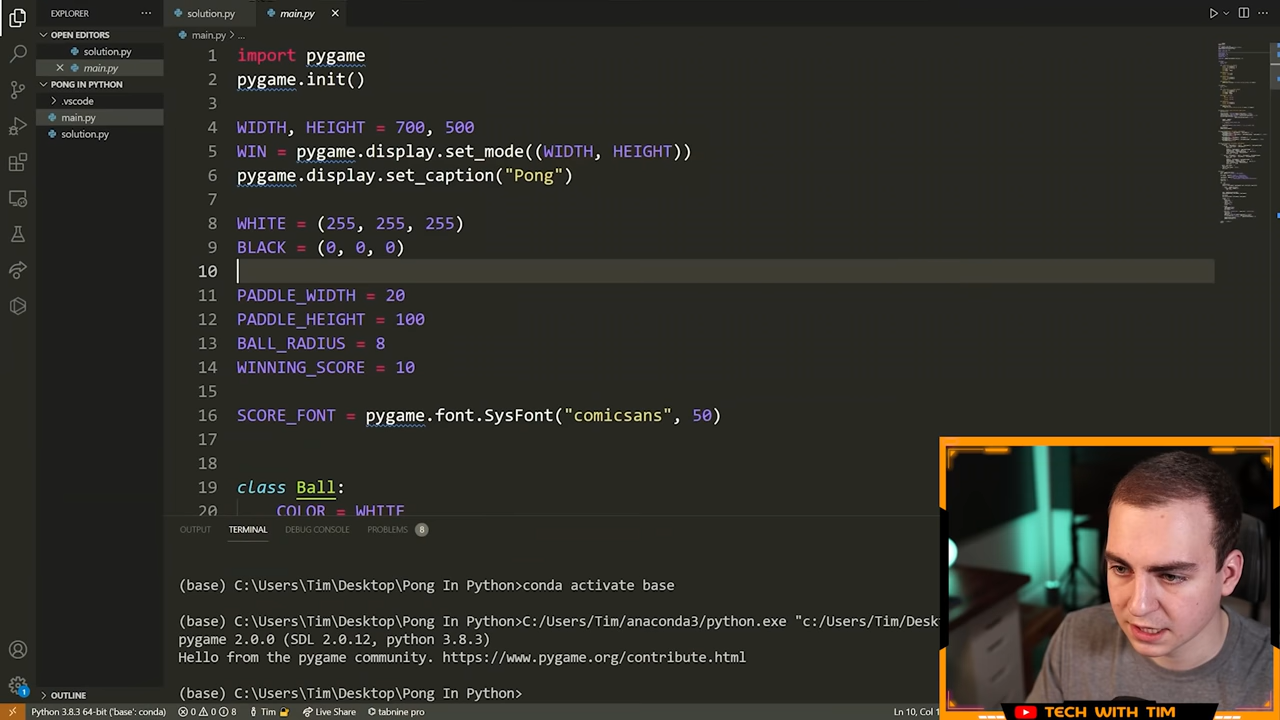 EXPLORER
solution.py
main.py
OPEN EDITORS
solution.py
main.py
PONG IN PYTHON
.vscode
main.py
solution.py
main.py > ...
1 import pygame
2 pygame.init()
3
4 WIDTH, HEIGHT = 700, 500
5 WIN = pygame.display.set_mode((WIDTH, HEIGHT))
6 pygame.display.set_caption("Pong")
7
8 WHITE = (255, 255, 255)
9 BLACK = (0, 0, 0)
10
11 PADDLE_WIDTH = 20
12 PADDLE_HEIGHT = 100
13 BALL_RADIUS = 8
14 WINNING_SCORE = 10
15
16 SCORE_FONT = pygame.font.SysFont("comicsans", 50)
17
18
19 class Ball:
20 COLOR = WHITE
OUTPUT TERMINAL DEBUG CONSOLE PROBLEMS 8
(base) C:\Users\Tim\Desktop\Pong In Python>conda activate base
(base) C:\Users\Tim\Desktop\Pong In Python>C:/Users/Tim/anaconda3/python.exe "c:/Users/Tim/Desk
pygame 2.0.0 (SDL 2.0.12, python 3.8.3)
Hello from the pygame community. https://www.pygame.org/contribute.html
(base) C:\Users\Tim\Desktop\Pong In Python>
OUTLINE
1
Python 3.8.3 64-bit ('base': conda) 0 0 8 Tim Live Share tabnine pro Ln 10, Col 1
TECH WITH TIM